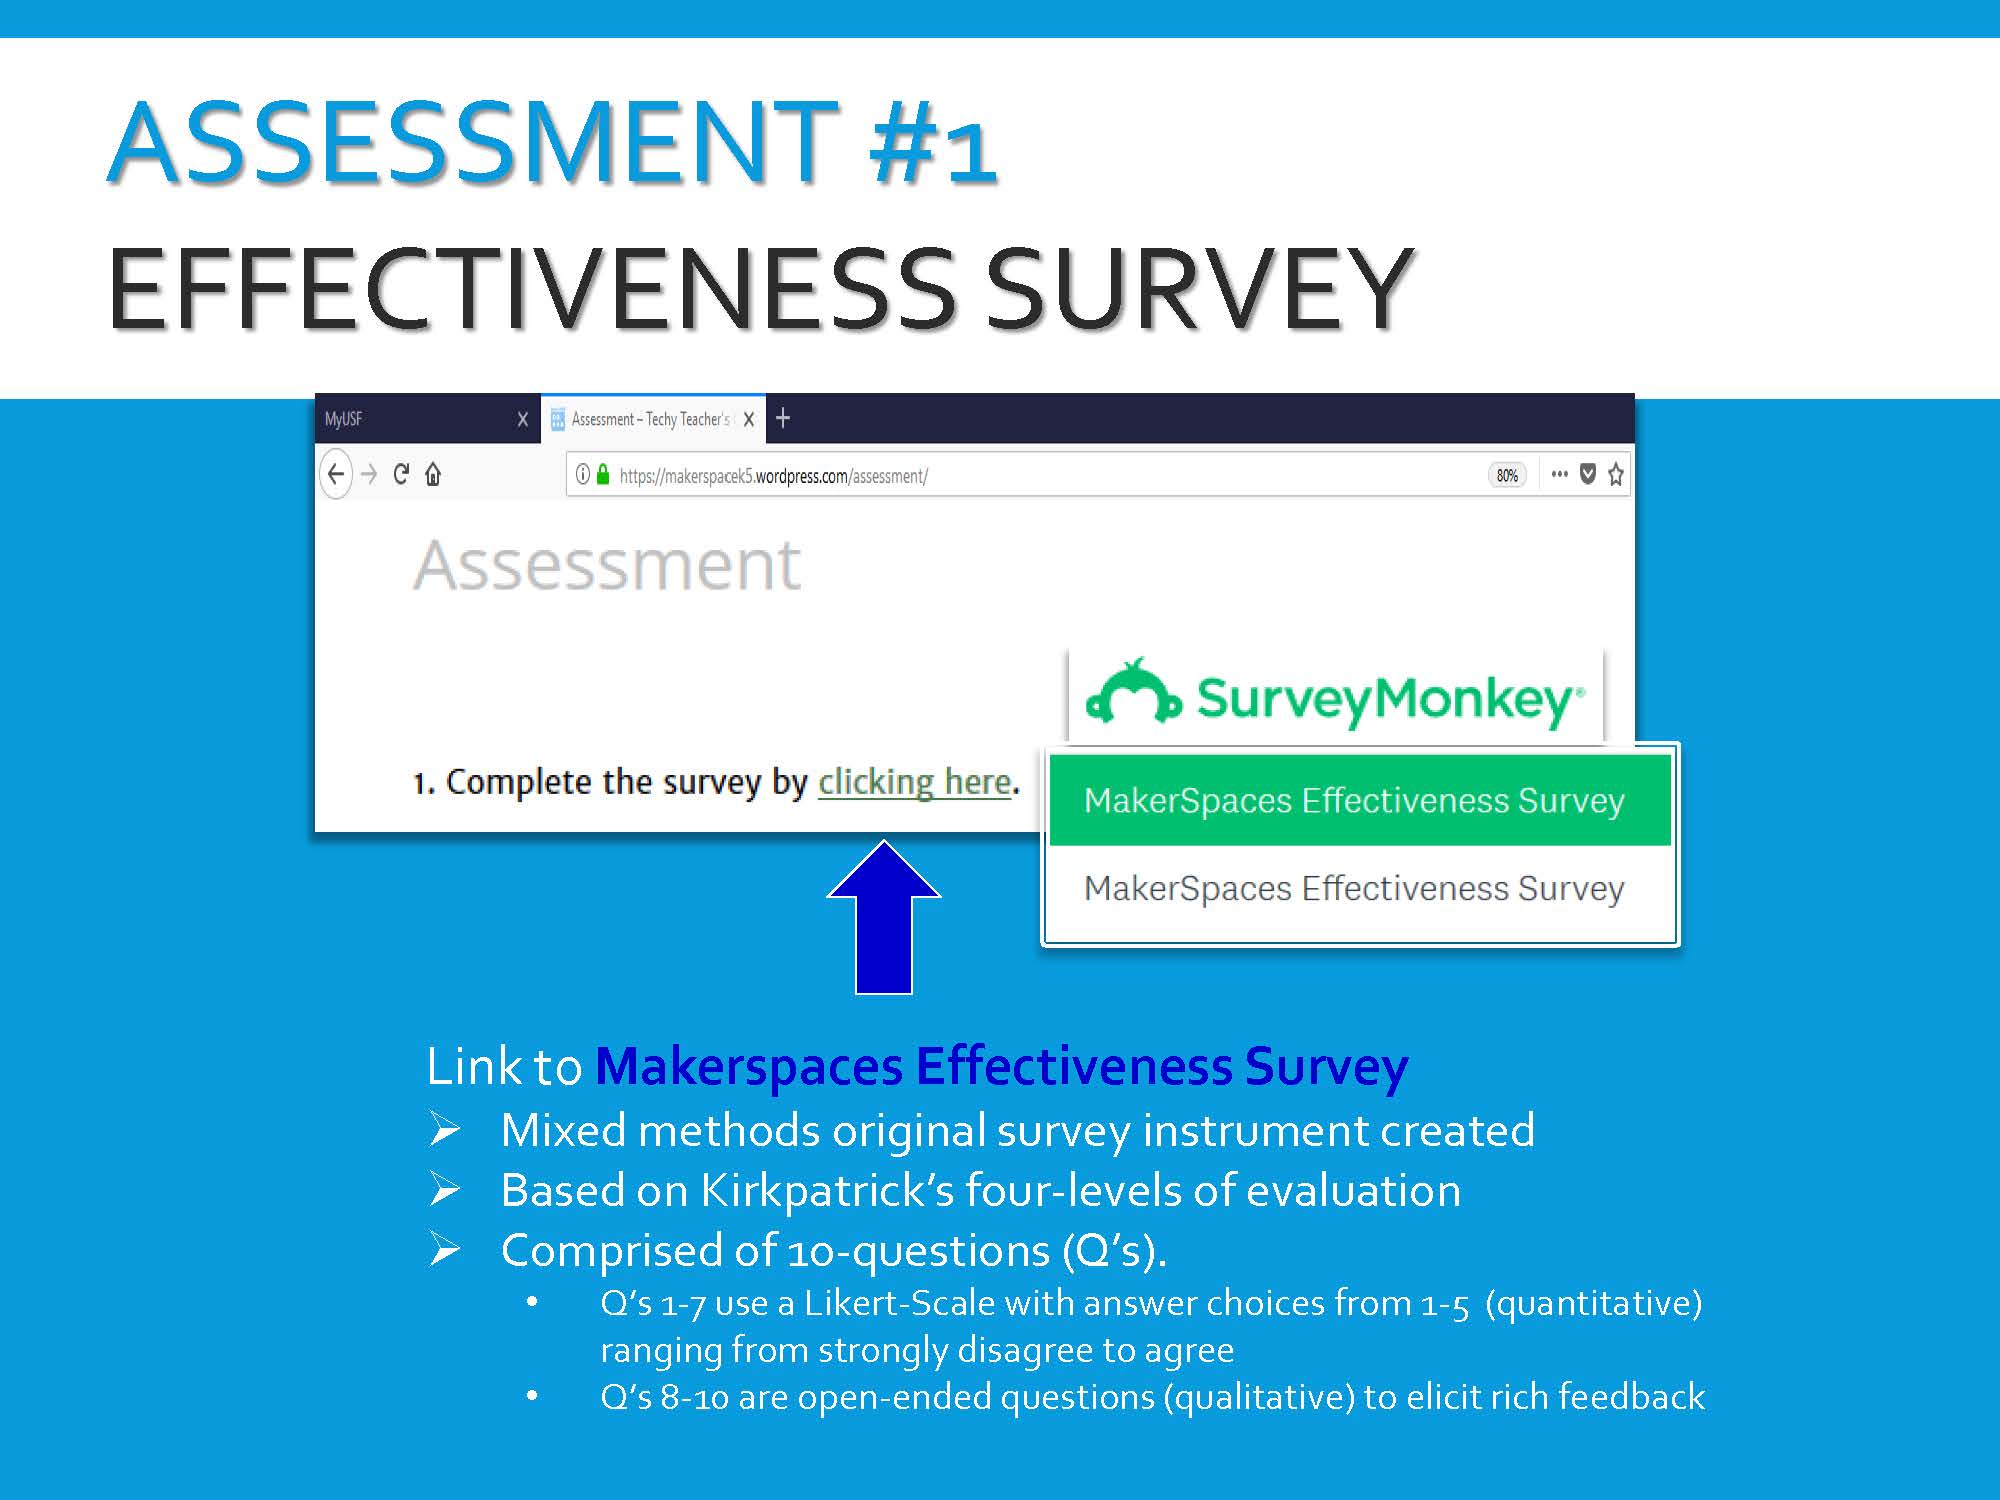 ASSESSMENT #1
EFFECTIVENESS SURVEY
MyUSF
Assessment – Techy Teacher's
https://makerspacek5.wordpress.com/assessment/
80%
Assessment
SurveyMonkey®
1. Complete the survey by clicking here.
MakerSpaces Effectiveness Survey
MakerSpaces Effectiveness Survey
Link to Makerspaces Effectiveness Survey
➢ Mixed methods original survey instrument created
➢ Based on Kirkpatrick’s four-levels of evaluation
➢ Comprised of 10-questions (Q’s).
• Q’s 1-7 use a Likert-Scale with answer choices from 1-5 (quantitative)
ranging from strongly disagree to agree
• Q’s 8-10 are open-ended questions (qualitative) to elicit rich feedback